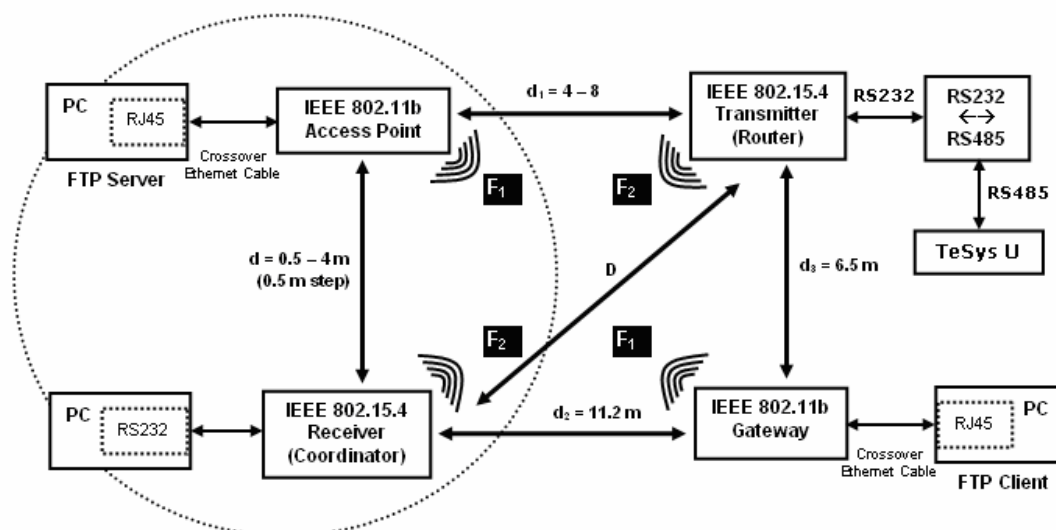 PC
RJ45
FTP Server
Crossover
Ethernet Cable
IEEE 802.11b
Access Point
d₁ = 4 – 8
IEEE 802.15.4
Transmitter
(Router)
RS232
RS232
<-->
RS485
RS485
TeSys U
F₁
F₂
d = 0.5 – 4 m
(0.5 m step)
D
d₃ = 6.5 m
F₂
F₁
PC
RS232
IEEE 802.15.4
Receiver
(Coordinator)
d₂ = 11.2 m
IEEE 802.11b
Gateway
Crossover
Ethernet Cable
RJ45
PC
FTP Client